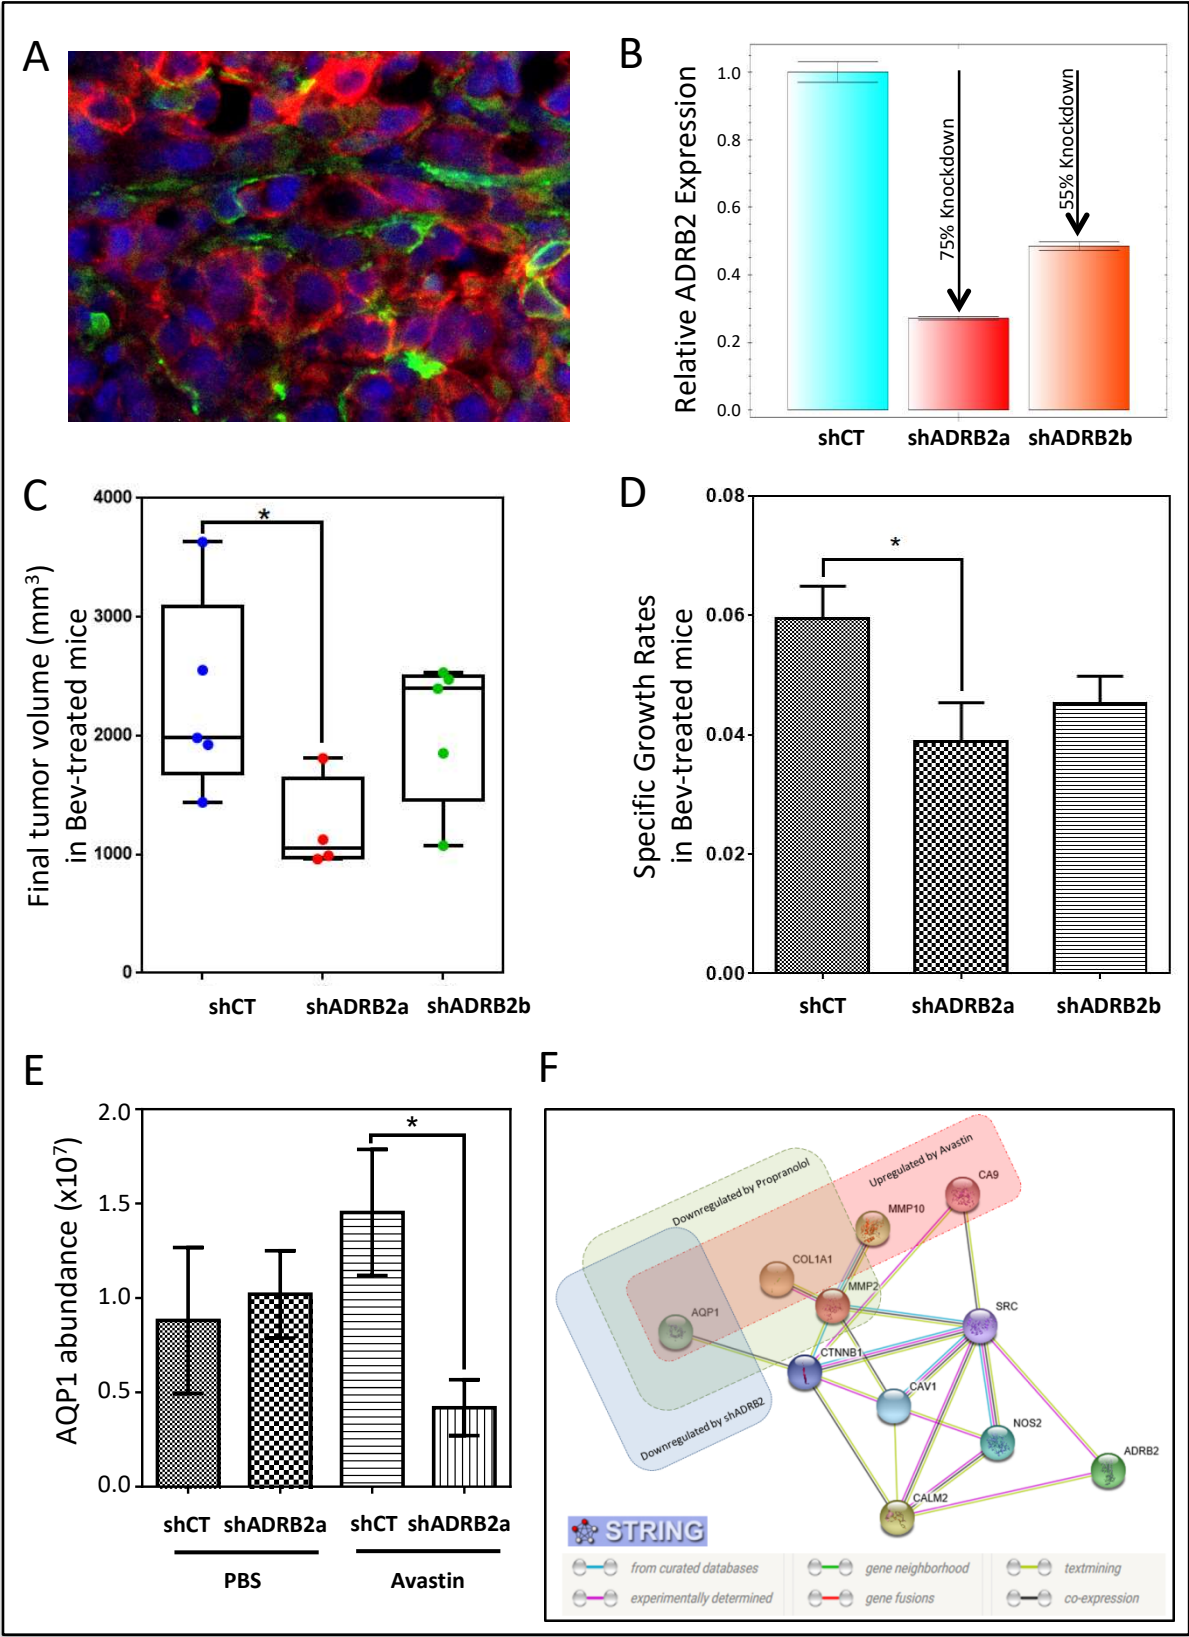 A
B
Relative ADRB2 Expression
1.0
0.8
0.6
0.4
0.2
0.0
75% Knockdown
55% Knockdown
shCT
shADRB2a
shADRB2b
C
Final tumor volume (mm³)
in Bev-treated mice
4000
3000
2000
1000
0
*
shCT
shADRB2a
shADRB2b
D
Specific Growth Rates
in Bev-treated mice
0.08
0.06
0.04
0.02
0.00
*
shCT
shADRB2a
shADRB2b
E
AQP1 abundance (x10⁷)
2.0
1.5
1.0
0.5
0.0
*
shCT
shADRB2a
shCT
shADRB2a
PBS
Avastin
F
Downregulated by Propranolol
Upregulated by Avastin
Downregulated by shADRB2
CA9
MMP10
COL1A1
MMP2
AQP1
SRC
CTNNB1
CAV1
NOS2
ADRB2
CALM2
STRING
from curated databases
gene neighborhood
textmining
experimentally determined
gene fusions
co-expression